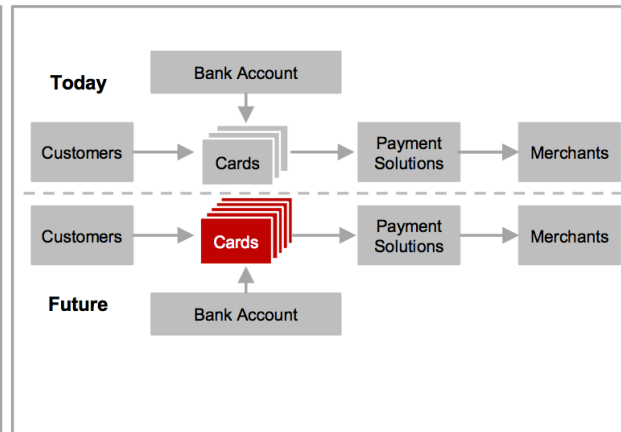 Today
Bank Account
Customers
Cards
Payment
Solutions
Merchants
Customers
Cards
Payment
Solutions
Merchants
Future
Bank Account